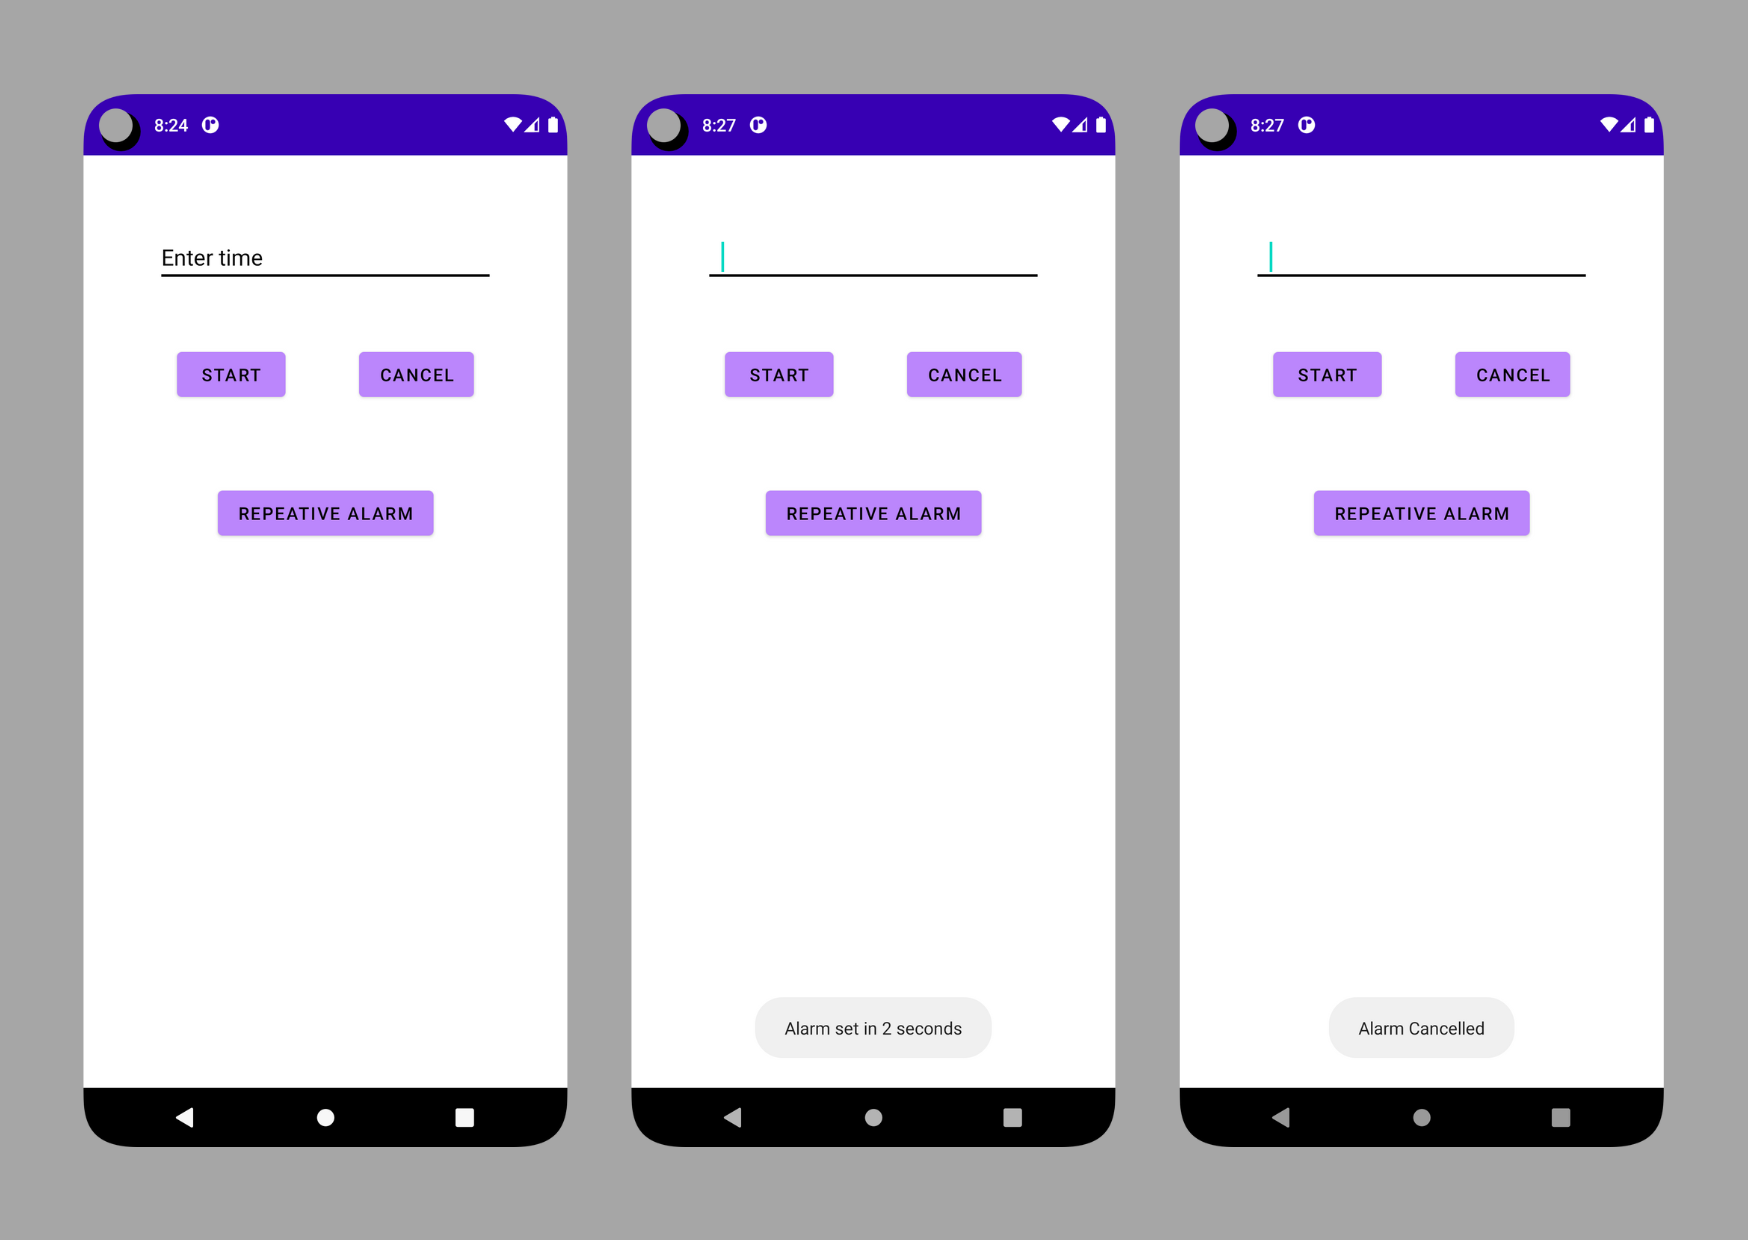 8:24
Enter time
START
CANCEL
REPEATIVE ALARM
8:27
START
CANCEL
REPEATIVE ALARM
Alarm set in 2 seconds
8:27
START
CANCEL
REPEATIVE ALARM
Alarm Cancelled